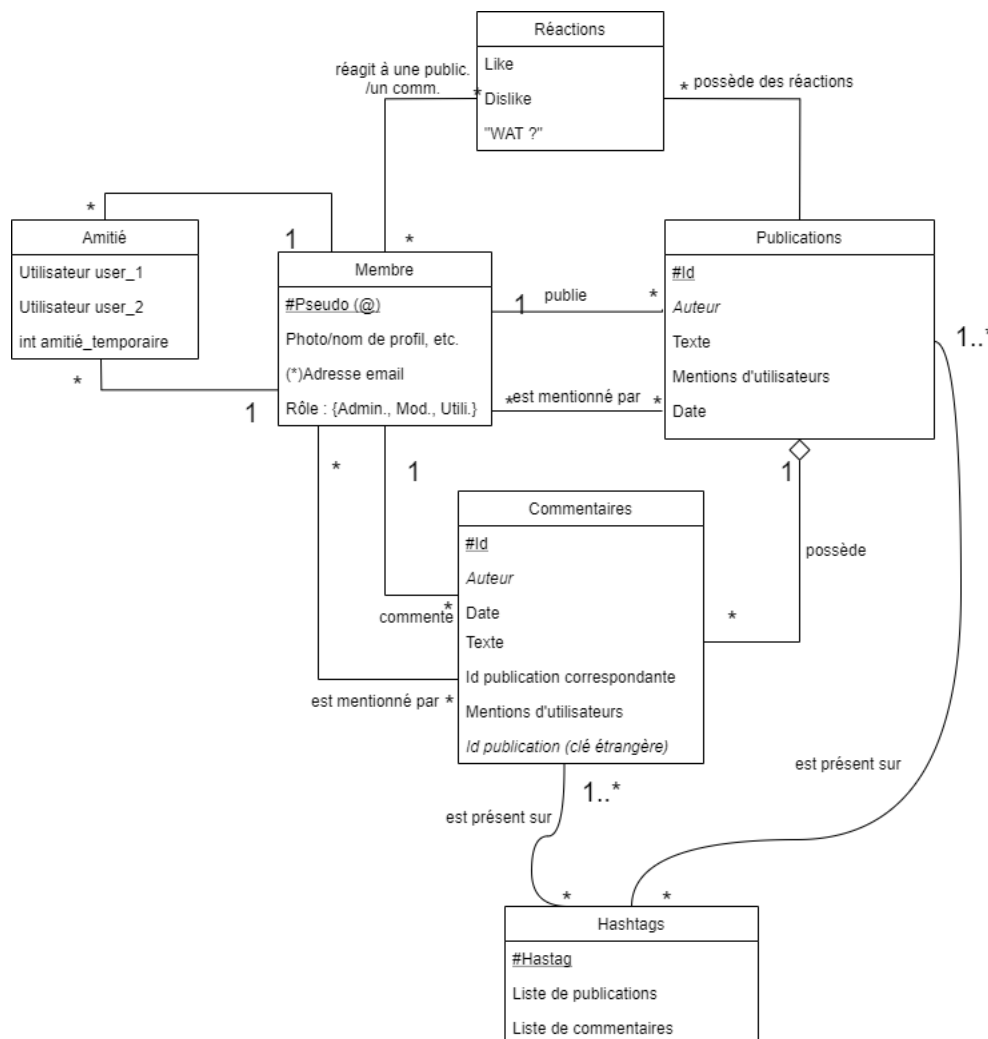 Réactions
Like
Dislike
"WAT ?"
réagit à une public.
/un comm.
*
* possède des réactions
*
1
*
Amitié
Utilisateur user_1
Utilisateur user_2
int amitié_temporaire
*
1
Membre
#Pseudo (@)
Photo/nom de profil, etc.
(*)Adresse email
Rôle : {Admin., Mod., Utili.}
1
publie
*
*
est mentionné par
*
Publications
#Id
Auteur
Texte
Mentions d'utilisateurs
Date
1..*
*
1
1
possède
*
Commentaires
#Id
Auteur
Date
Texte
Id publication correspondante
Mentions d'utilisateurs
Id publication (clé étrangère)
commente
*
est mentionné par *
1..*
est présent sur
est présent sur
*
*
Hashtags
#Hastag
Liste de publications
Liste de commentaires